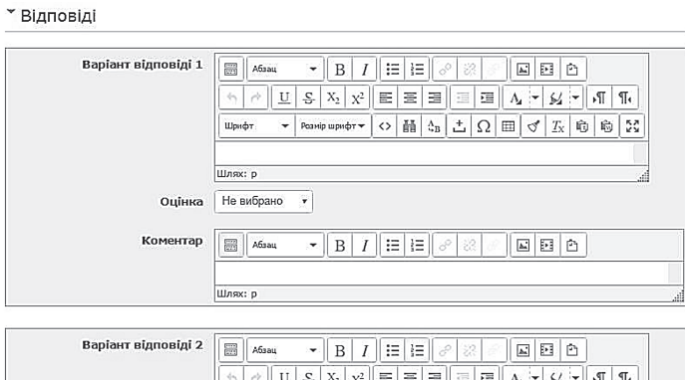 Відповіді
Варіант відповіді 1
Абзац
B I
U S X₂ X²
Шрифт Розмір шрифт
Шлях: p
Оцінка Не вибрано
Коментар
Абзац
B I
Шлях: p
Варіант відповіді 2
Абзац
B I
U S X₂ X²